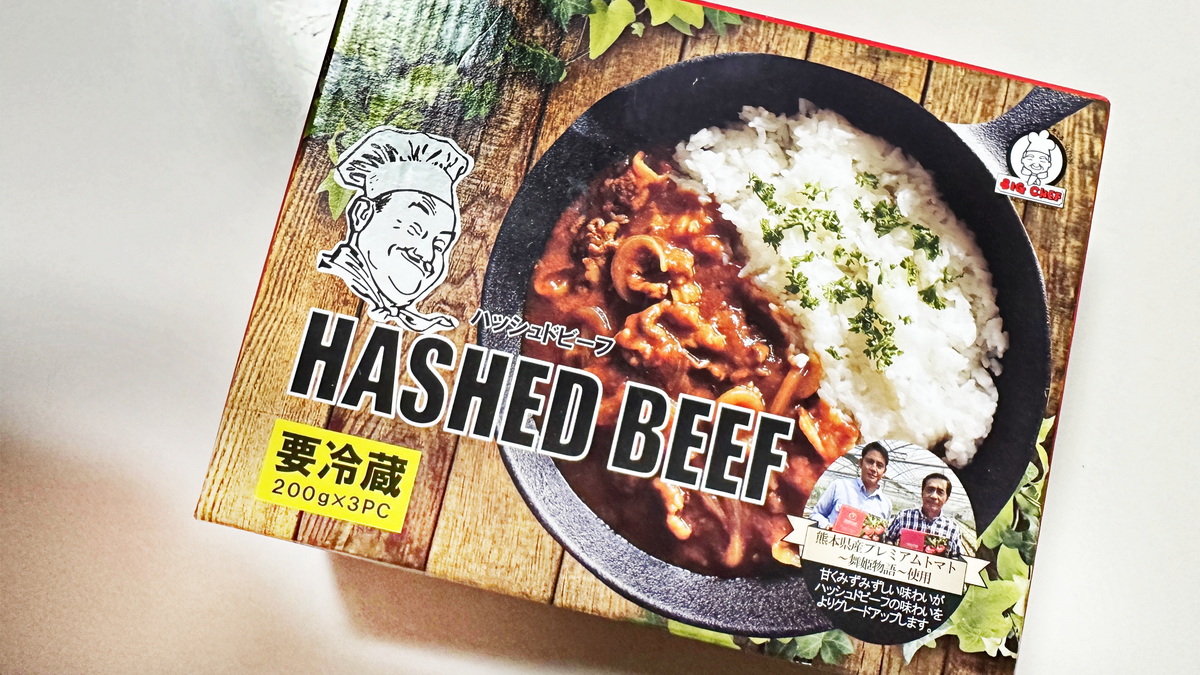 BIG CHEF
ハッシュドビーフ
HASHED BEEF
要冷蔵
200g×3PC
熊本県産プレミアムトマト
~舞姫物語~使用
甘くみずみずしい味わいが
ハッシュドビーフの味わいを
よりグレードアップします。